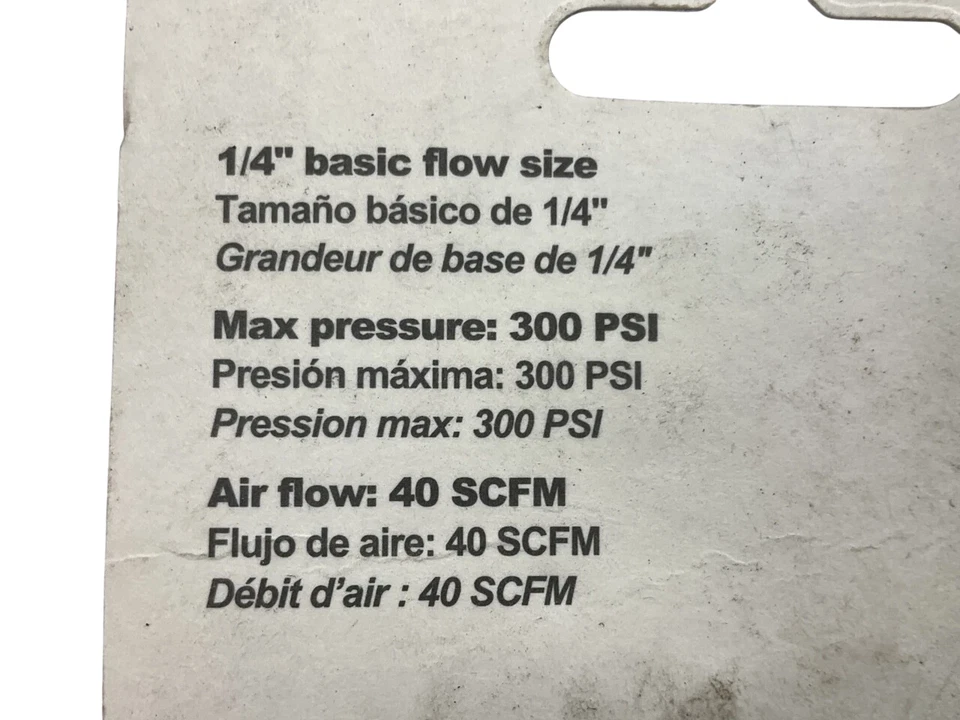 1/4" basic flow size
Tamaño básico de 1/4"
Grandeur de base de 1/4"
Max pressure: 300 PSI
Presión máxima: 300 PSI
Pression max: 300 PSI
Air flow: 40 SCFM
Flujo de aire: 40 SCFM
Débit d’air : 40 SCFM